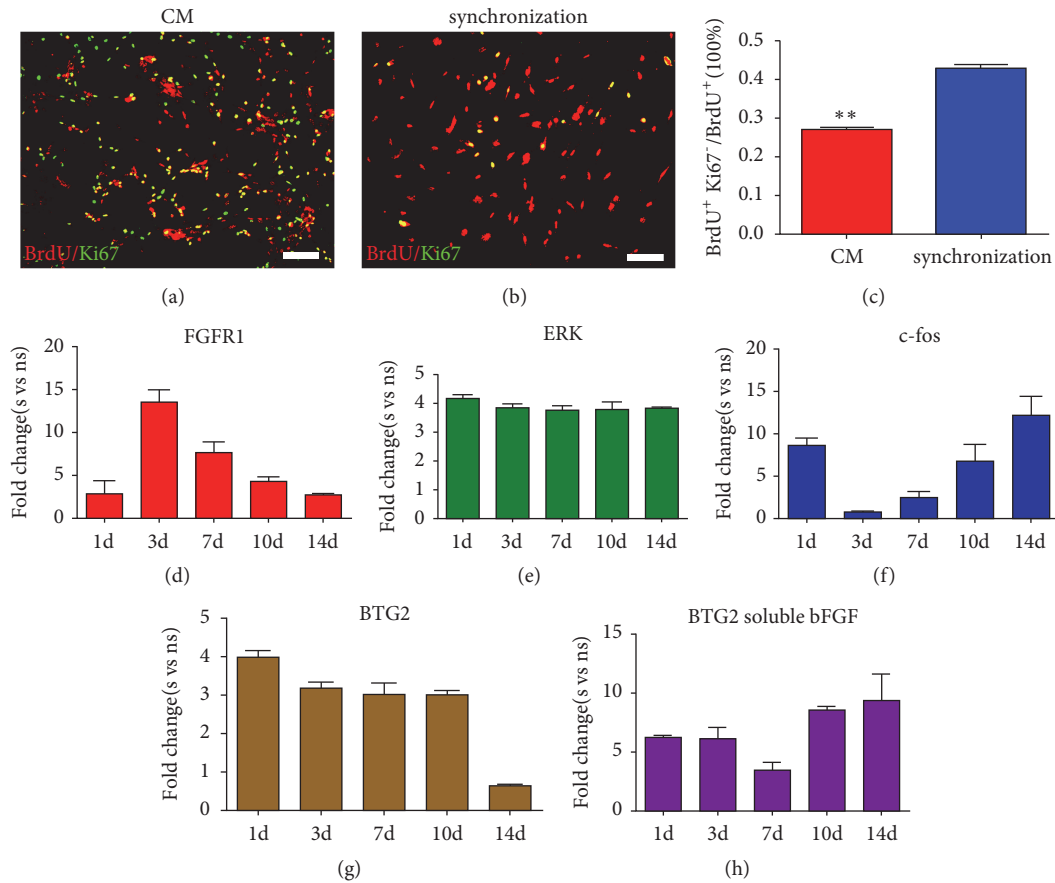 CM
synchronization
BrdU/Ki67
(a)
BrdU/Ki67
(b)
BrdU⁺ Ki67⁻/BrdU⁺ (100%)
0.5
0.4
0.3
0.2
0.1
0.0
**
CM
synchronization
(c)
FGFR1
Fold change(s vs ns)
20
15
10
5
0
1d 3d 7d 10d 14d
(d)
ERK
Fold change(s vs ns)
5
4
3
2
1
0
1d 3d 7d 10d 14d
(e)
c-fos
Fold change(s vs ns)
20
15
10
5
0
1d 3d 7d 10d 14d
(f)
BTG2
Fold change(s vs ns)
5
4
3
2
1
0
1d 3d 7d 10d 14d
(g)
BTG2 soluble bFGF
Fold change(s vs ns)
15
10
5
0
1d 3d 7d 10d 14d
(h)